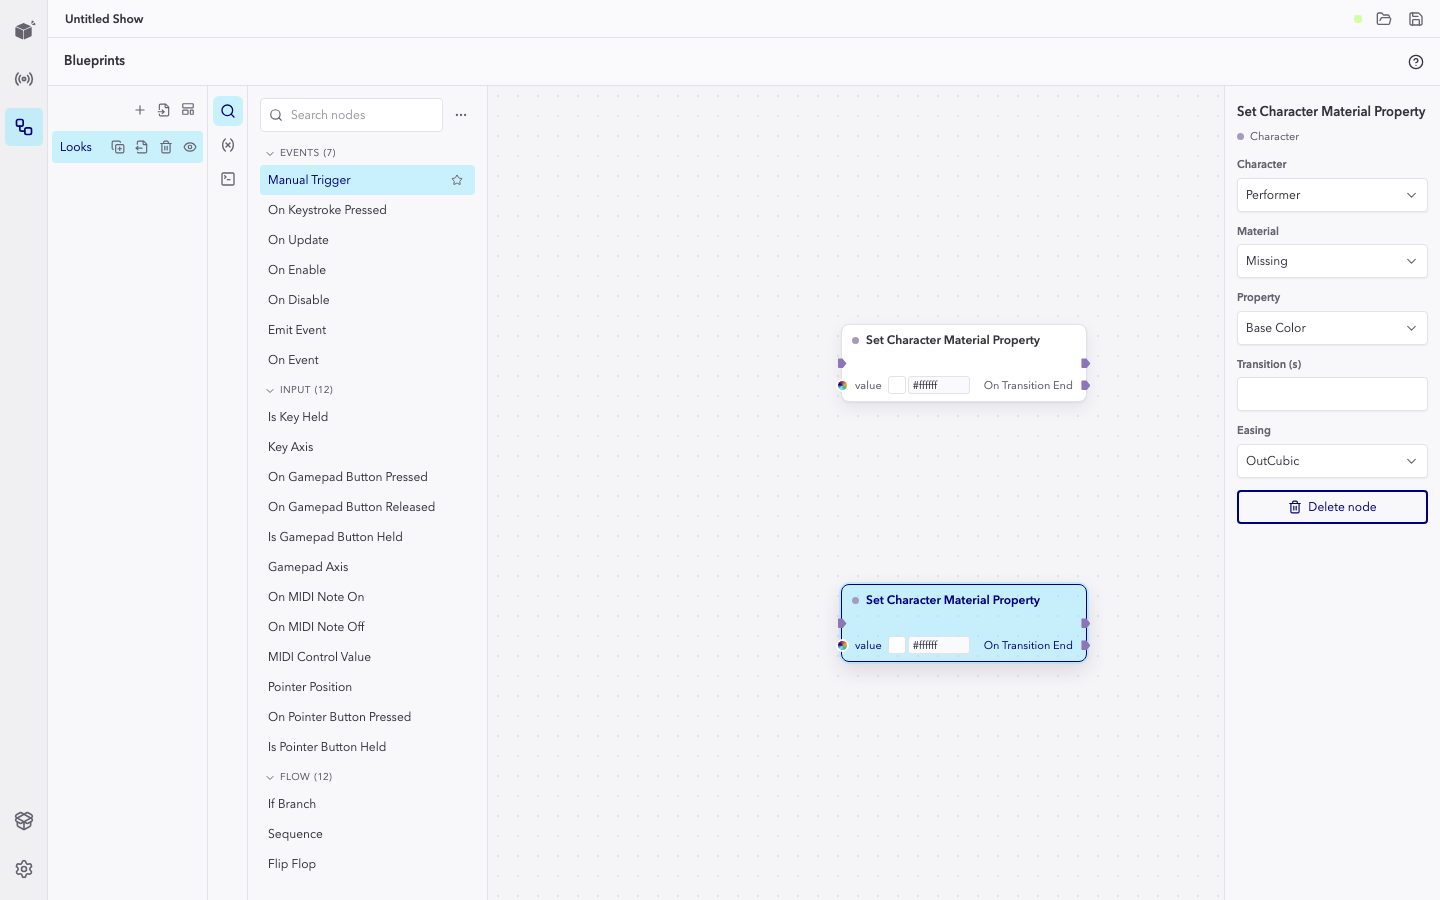 Untitled Show
Blueprints
Looks
Search nodes
EVENTS (7)
Manual Trigger
On Keystroke Pressed
On Update
On Enable
On Disable
Emit Event
On Event
INPUT (12)
Is Key Held
Key Axis
On Gamepad Button Pressed
On Gamepad Button Released
Is Gamepad Button Held
Gamepad Axis
On MIDI Note On
On MIDI Note Off
MIDI Control Value
Pointer Position
On Pointer Button Pressed
Is Pointer Button Held
FLOW (12)
If Branch
Sequence
Flip Flop
Set Character Material Property
value #ffffff On Transition End
Set Character Material Property
value #ffffff On Transition End
Set Character Material Property
Character
Character
Performer
Material
Missing
Property
Base Color
Transition (s)
Easing
OutCubic
Delete node